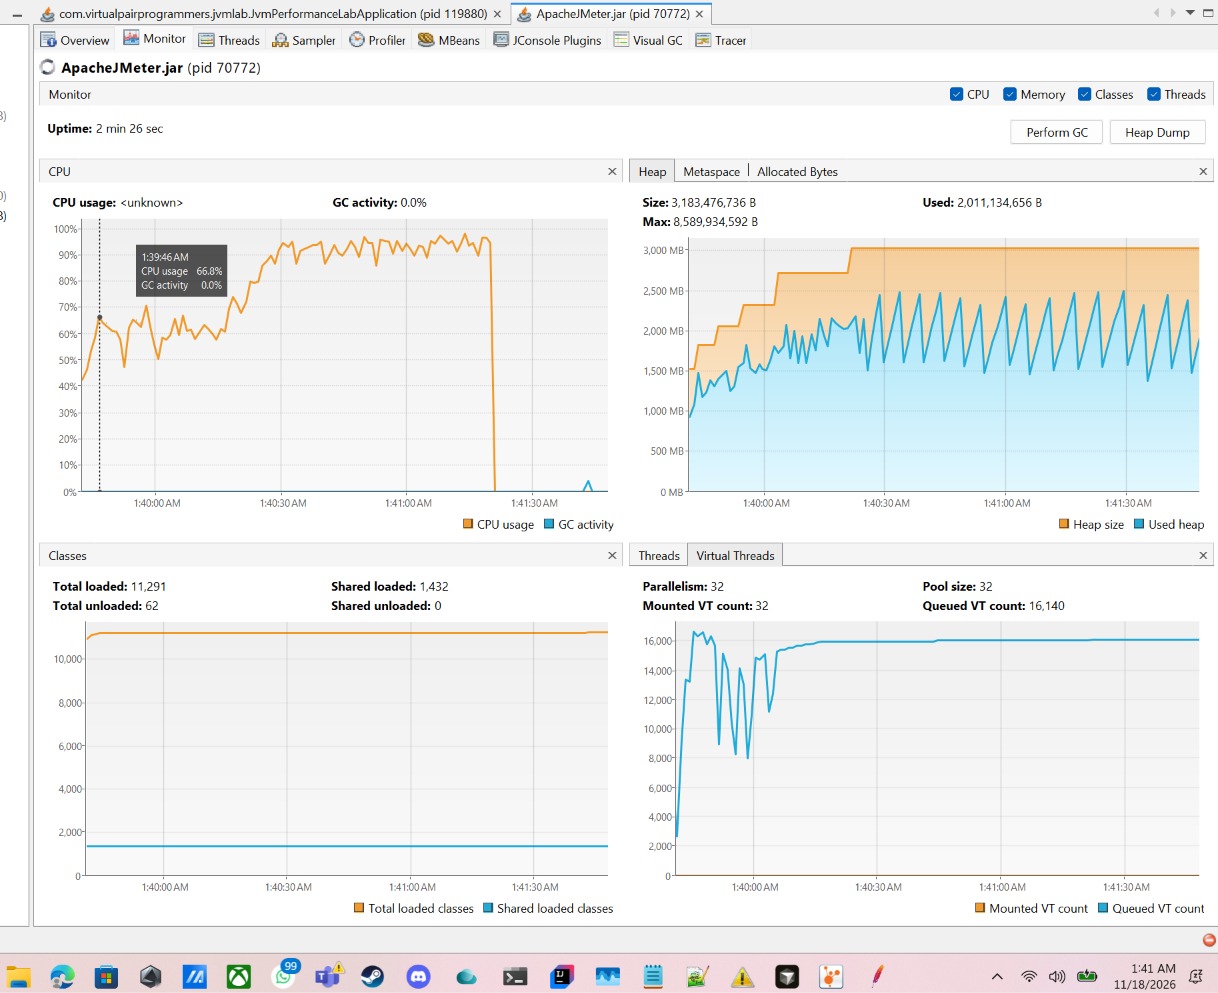 com.virtualpairprogrammers.jvmlab.JvmPerformanceLabApplication (pid 119880)
ApacheJMeter.jar (pid 70772)
Overview Monitor Threads Sampler Profiler MBeans JConsole Plugins Visual GC Tracer
ApacheJMeter.jar (pid 70772)
Monitor
CPU Memory Classes Threads
Uptime: 2 min 26 sec
Perform GC Heap Dump
CPU
CPU usage: <unknown> GC activity: 0.0%
100%
90%
80%
70%
60%
50%
40%
30%
20%
10%
0%
1:39:46 AM
CPU usage 66.8%
GC activity 0.0%
1:40:00 AM 1:40:30 AM 1:41:00 AM 1:41:30 AM
CPU usage GC activity
Heap Metaspace Allocated Bytes
Size: 3,183,476,736 B Used: 2,011,134,656 B
Max: 8,589,934,592 B
3,000 MB
2,500 MB
2,000 MB
1,500 MB
1,000 MB
500 MB
0 MB
1:40:00 AM 1:40:30 AM 1:41:00 AM 1:41:30 AM
Heap size Used heap
Classes
Total loaded: 11,291 Shared loaded: 1,432
Total unloaded: 62 Shared unloaded: 0
10,000
8,000
6,000
4,000
2,000
0
1:40:00 AM 1:40:30 AM 1:41:00 AM 1:41:30 AM
Total loaded classes Shared loaded classes
Threads Virtual Threads
Parallelism: 32 Pool size: 32
Mounted VT count: 32 Queued VT count: 16,140
16,000
14,000
12,000
10,000
8,000
6,000
4,000
2,000
0
1:40:00 AM 1:40:30 AM 1:41:00 AM 1:41:30 AM
Mounted VT count Queued VT count
99
1:41 AM
11/18/2026